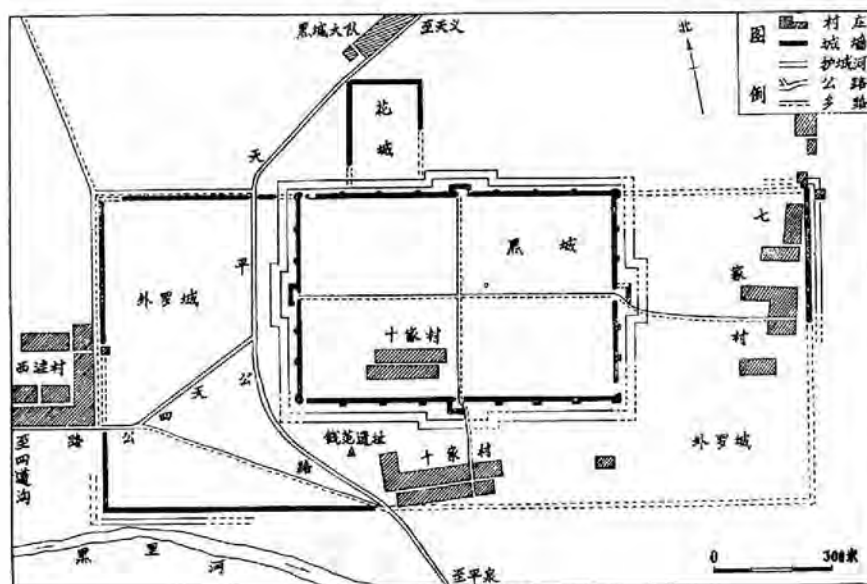 黑城大队
至天义
北
图例
村庄
城墙
护城河
公路
乡路
花城
天平公路
外罗城
黑城
七家村
十家村
西洼村
天四公路
至四道沟
钱范遗址
十家村
外罗城
黑里河
至平泉
0 300米